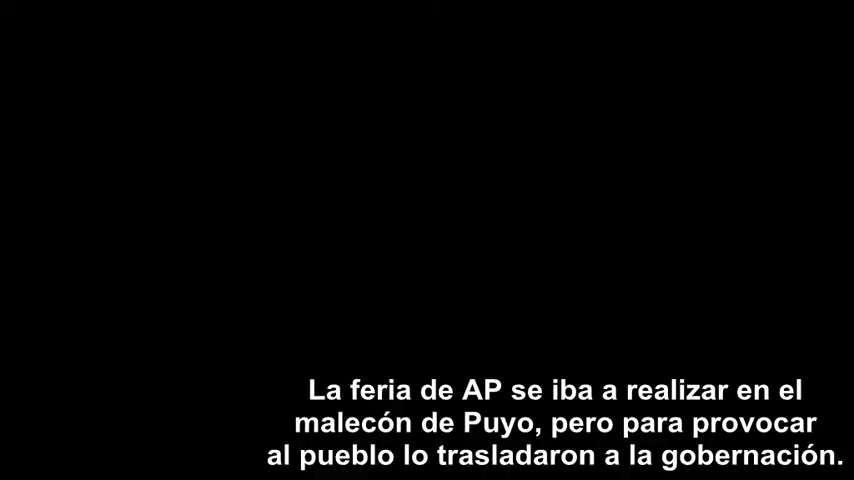 La feria de AP se iba a realizar en el
malecón de Puyo, pero para provocar
al pueblo lo trasladaron a la gobernación.